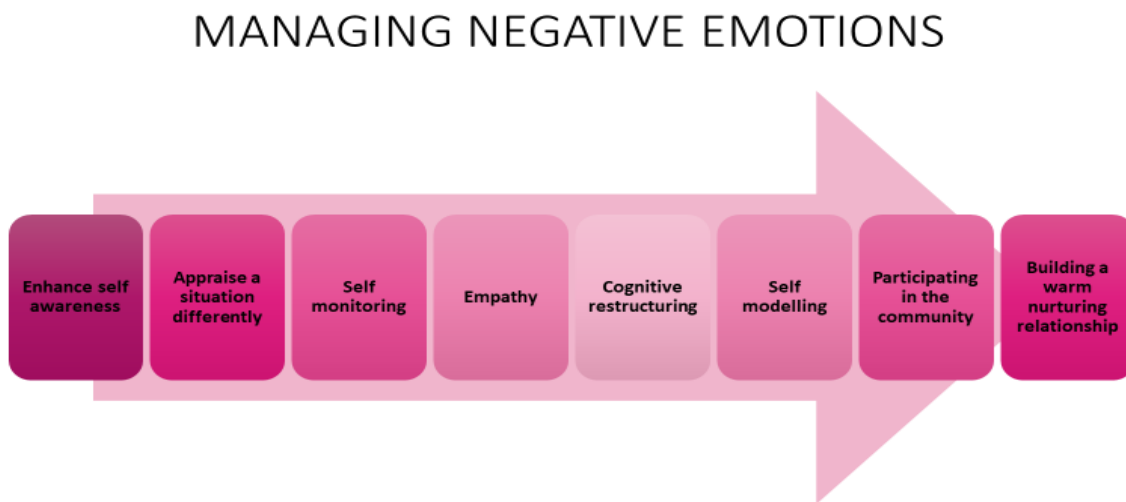 MANAGING NEGATIVE EMOTIONS
Enhance self
awareness
Appraise a
situation
differently
Self
monitoring
Empathy
Cognitive
restructuring
Self
modelling
Participating
in the
community
Building a
warm
nurturing
relationship